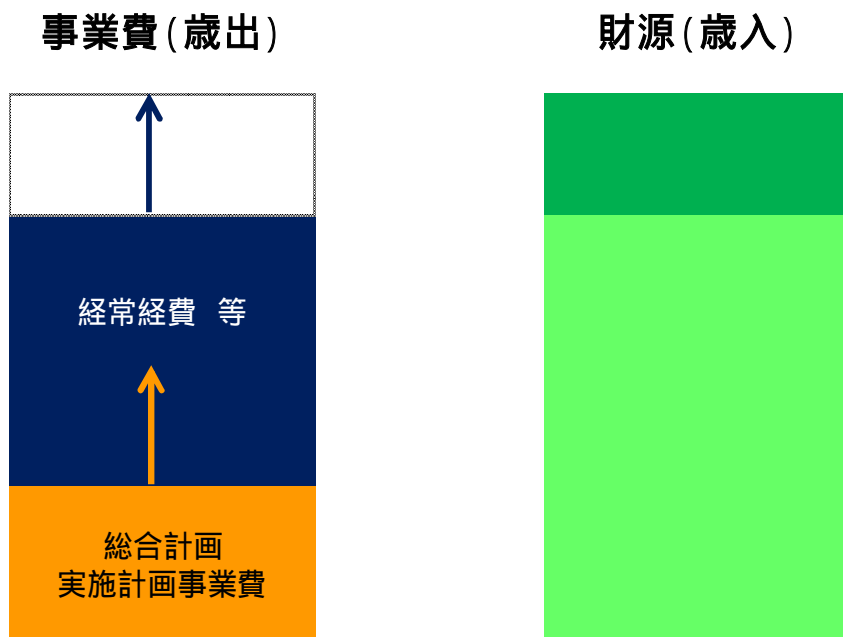 事業費(歳出)
財源(歳入)
経常経費 等
総合計画
実施計画事業費